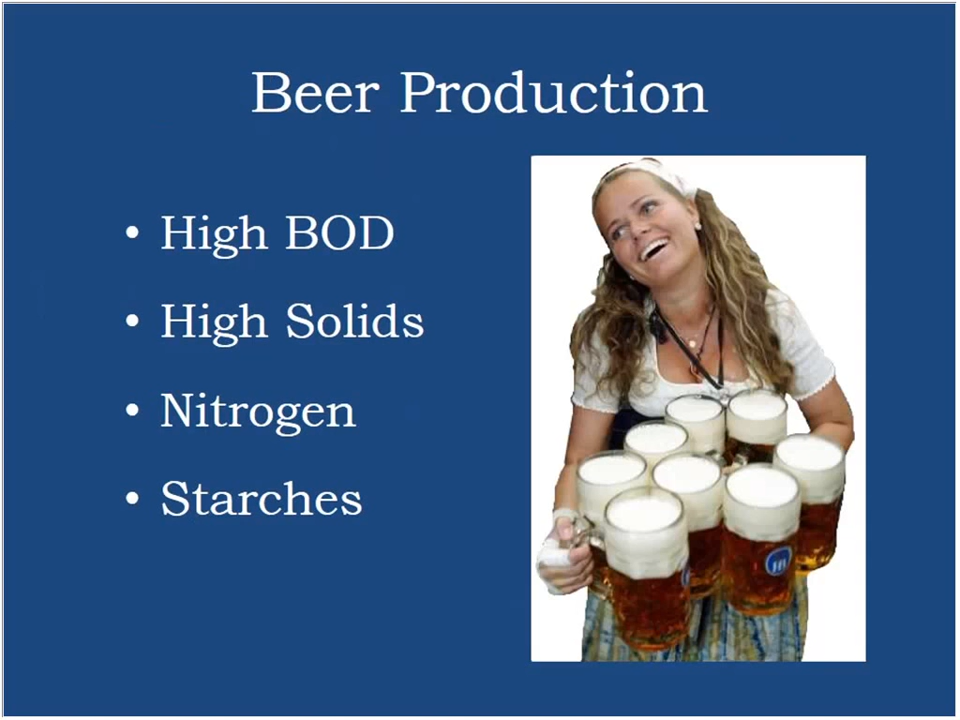 Beer Production
• High BOD
• High Solids
• Nitrogen
• Starches